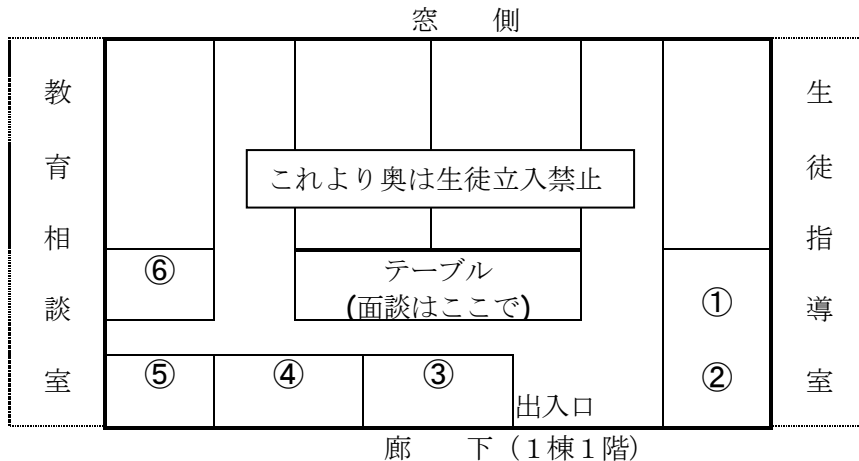 窓　側
教育相談室
生徒指導室
これより奥は生徒立入禁止
⑥
テーブル
(面談はここで)
①
⑤
④
③
②
出入口
廊　下（１棟１階）